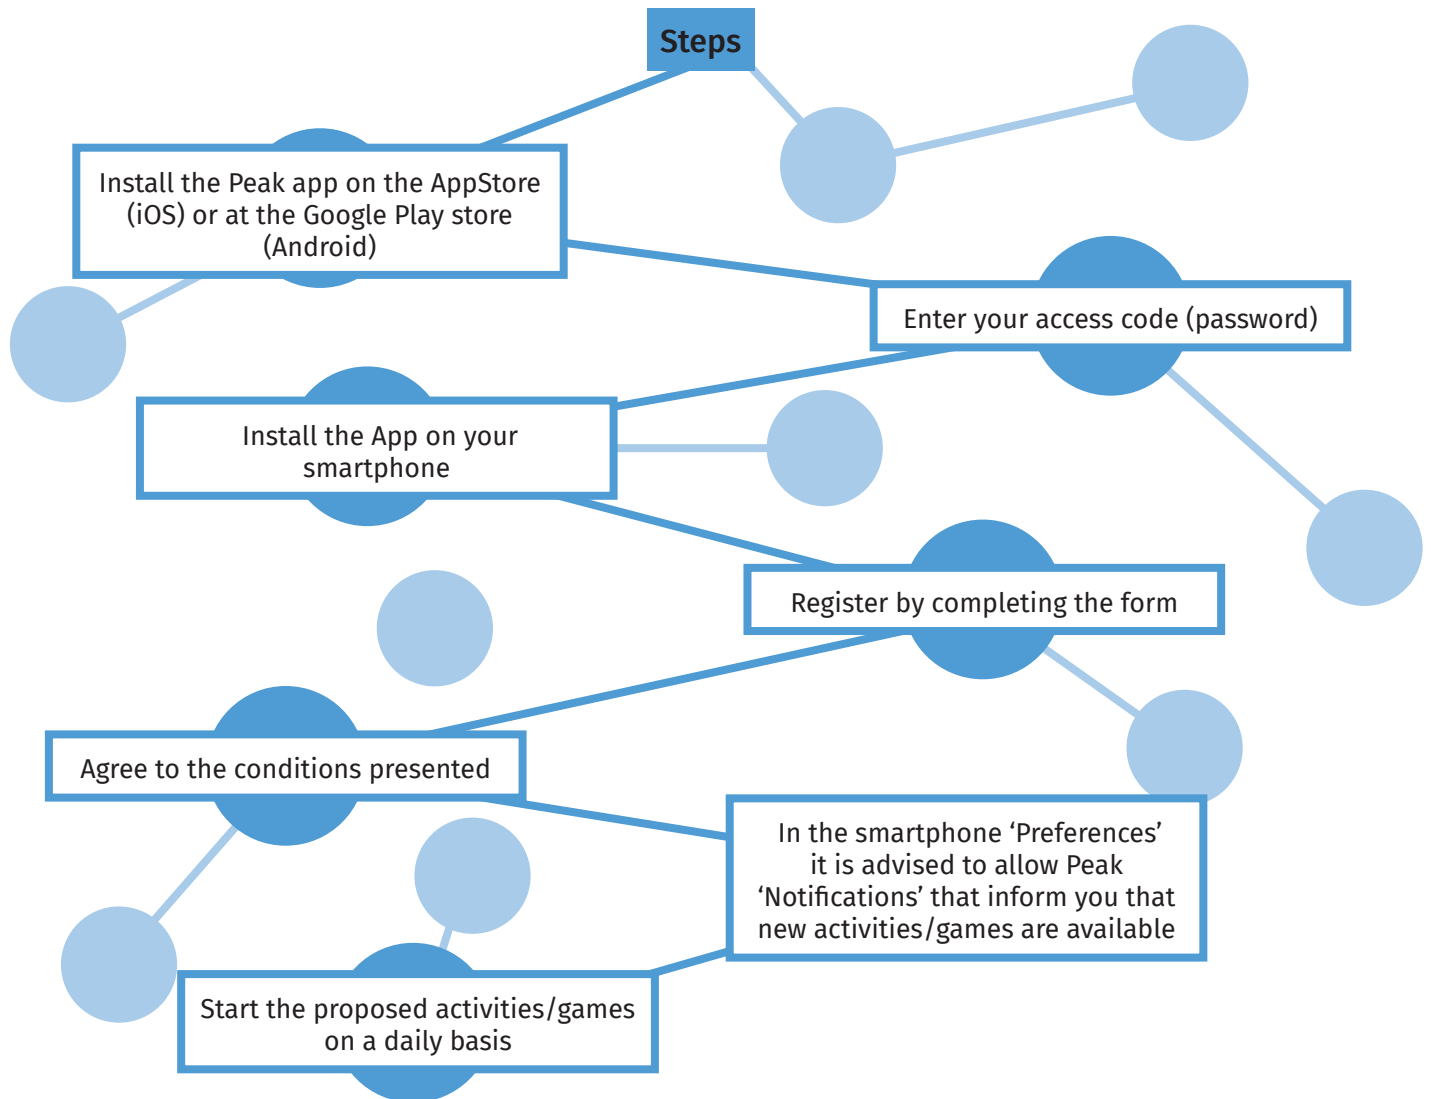 Steps
Install the Peak app on the AppStore
(iOS) or at the Google Play store
(Android)
Enter your access code (password)
Install the App on your
smartphone
Register by completing the form
Agree to the conditions presented
In the smartphone ‘Preferences’
it is advised to allow Peak
‘Notifications’ that inform you that
new activities/games are available
Start the proposed activities/games
on a daily basis